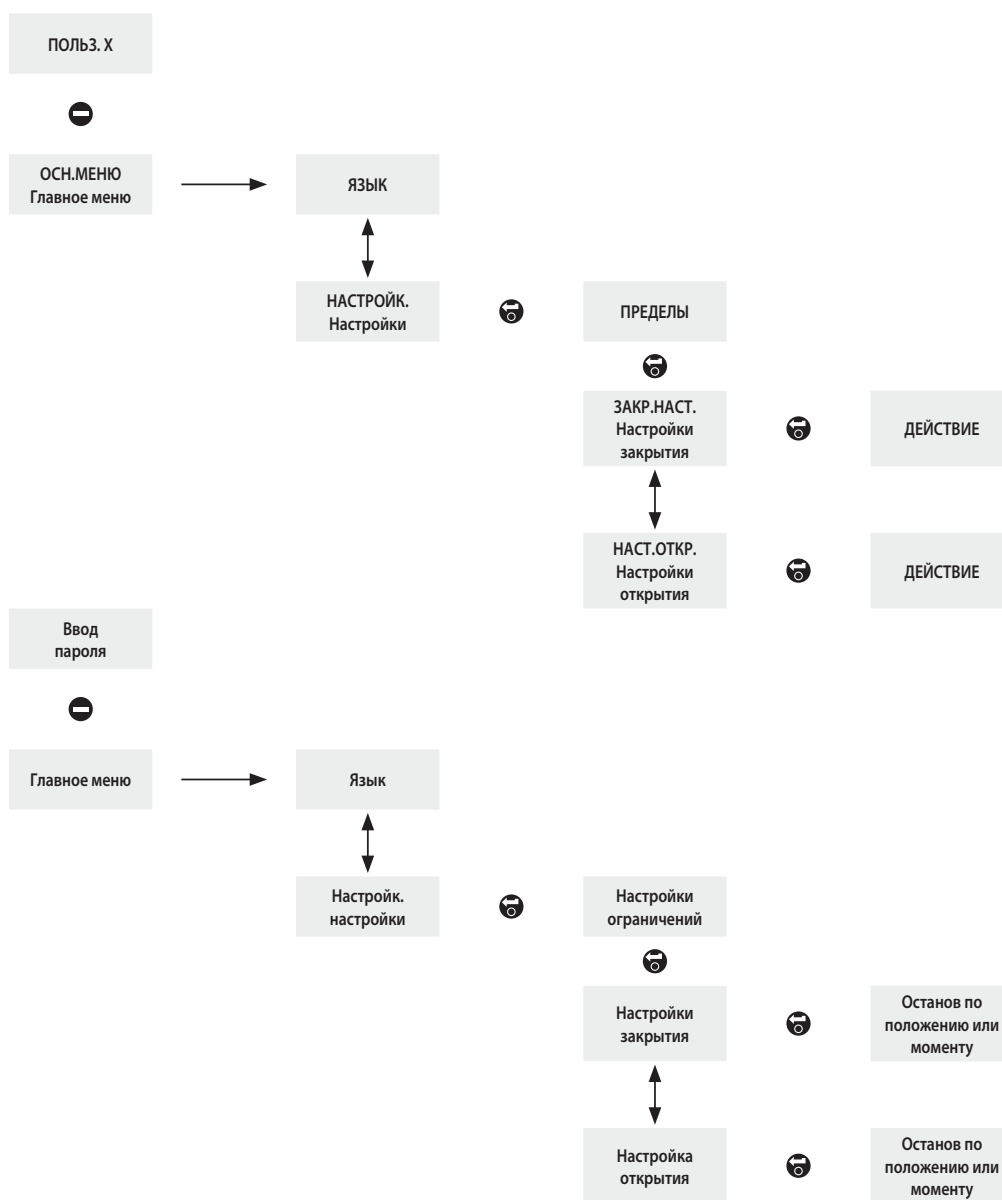 ПОЛЬЗ. X
ОСН.МЕНЮ
Главное меню
ЯЗЫК
НАСТРОЙК.
Настройки
ПРЕДЕЛЫ
ЗАКР.НАСТ.
Настройки
закрытия
ДЕЙСТВИЕ
НАСТ.ОТКР.
Настройки
открытия
ДЕЙСТВИЕ
Ввод
пароля
Главное меню
Язык
Настройк.
настройки
Настройки
ограничений
Настройки
закрытия
Останов по
положению или
моменту
Настройка
открытия
Останов по
положению или
моменту